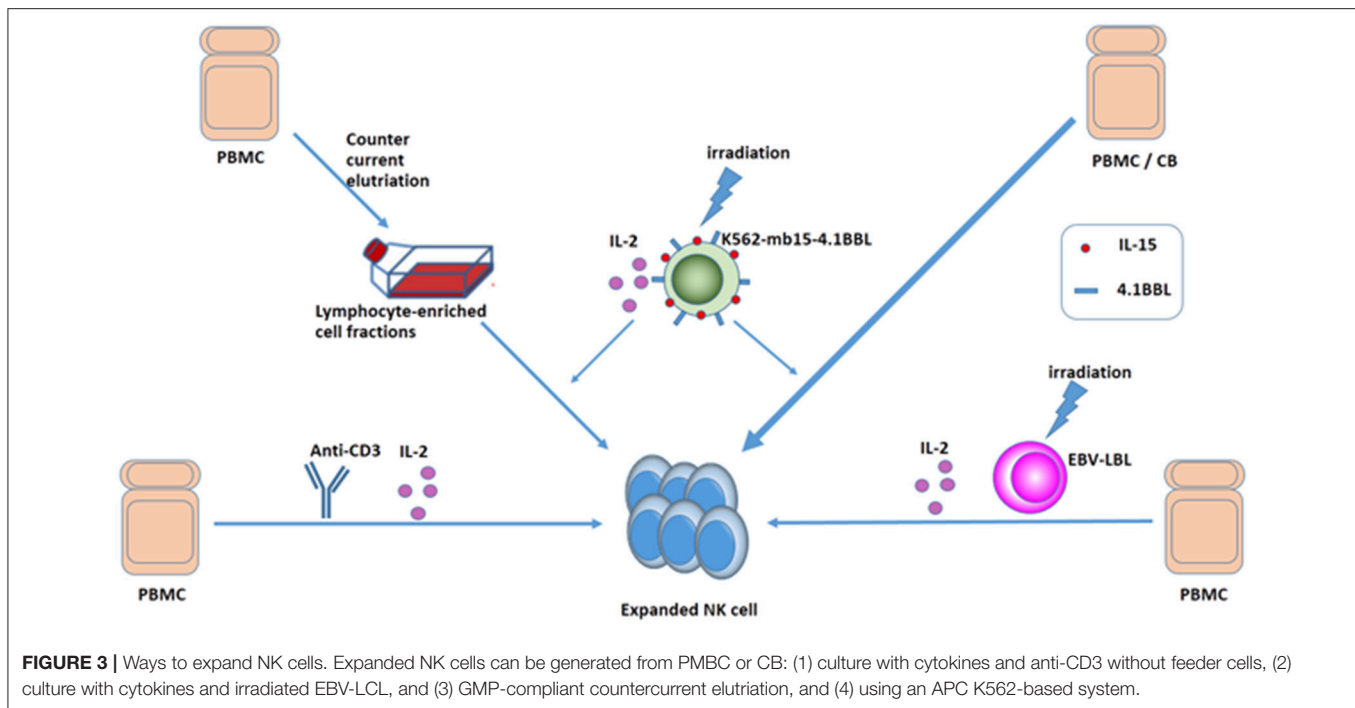 PBMC
Counter
current
elutriation
Lymphocyte-enriched
cell fractions
irradiation
IL-2
K562-mb15-4.1BBL
PBMC / CB
IL-15
4.1BBL
irradiation
IL-2
EBV-LBL
PBMC
Anti-CD3
IL-2
PBMC
Expanded NK cell
FIGURE 3 | Ways to expand NK cells. Expanded NK cells can be generated from PMBC or CB: (1) culture with cytokines and anti-CD3 without feeder cells, (2)
culture with cytokines and irradiated EBV-LCL, and (3) GMP-compliant countercurrent elutriation, and (4) using an APC K562-based system.